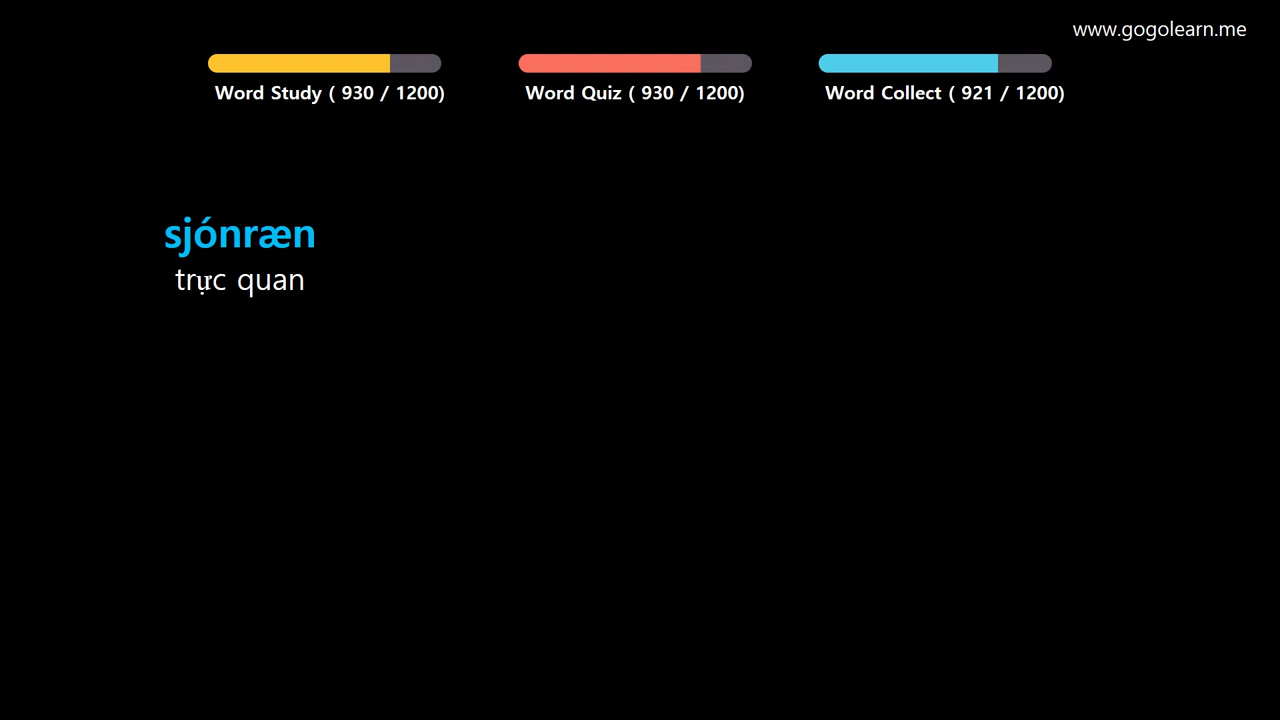 www.gogolearn.me
Word Study ( 930 / 1200)
Word Quiz ( 930 / 1200)
Word Collect ( 921 / 1200)
sjónræn
trực quan